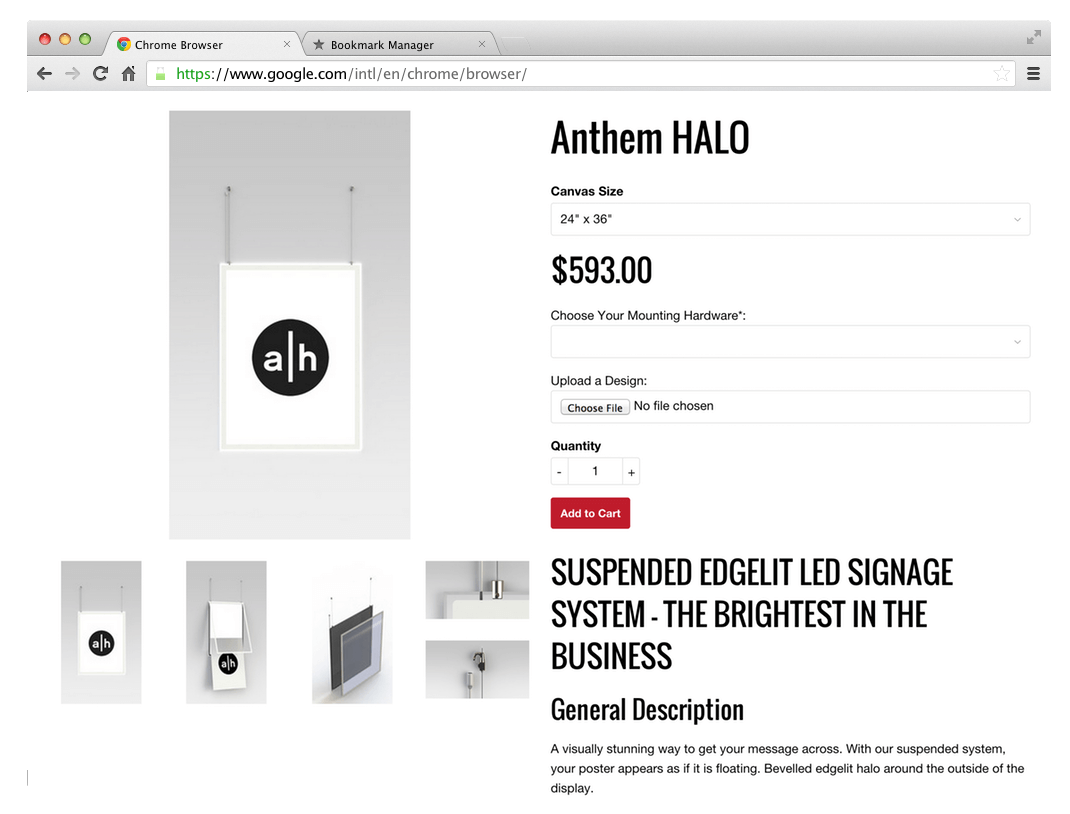 Chrome Browser
Bookmark Manager
https://www.google.com/intl/en/chrome/browser/
a|h
a|h
a|h
Anthem HALO
Canvas Size
24" x 36"
$593.00
Choose Your Mounting Hardware*:
Upload a Design:
Choose File No file chosen
Quantity
- 1 +
Add to Cart
SUSPENDED EDGELIT LED SIGNAGE
SYSTEM - THE BRIGHTEST IN THE
BUSINESS
General Description
A visually stunning way to get your message across. With our suspended system,
your poster appears as if it is floating. Bevelled edgelit halo around the outside of the
display.